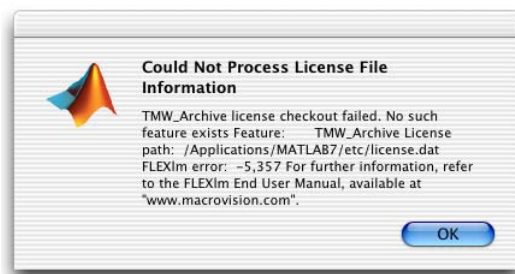 Could Not Process License File
Information
TMW_Archive license checkout failed. No such
feature exists Feature: TMW_Archive License
path: /Applications/MATLAB7/etc/license.dat
FLEXlm error: -5,357 For further information, refer
to the FLEXlm End User Manual, available at
"www.macrovision.com".
OK